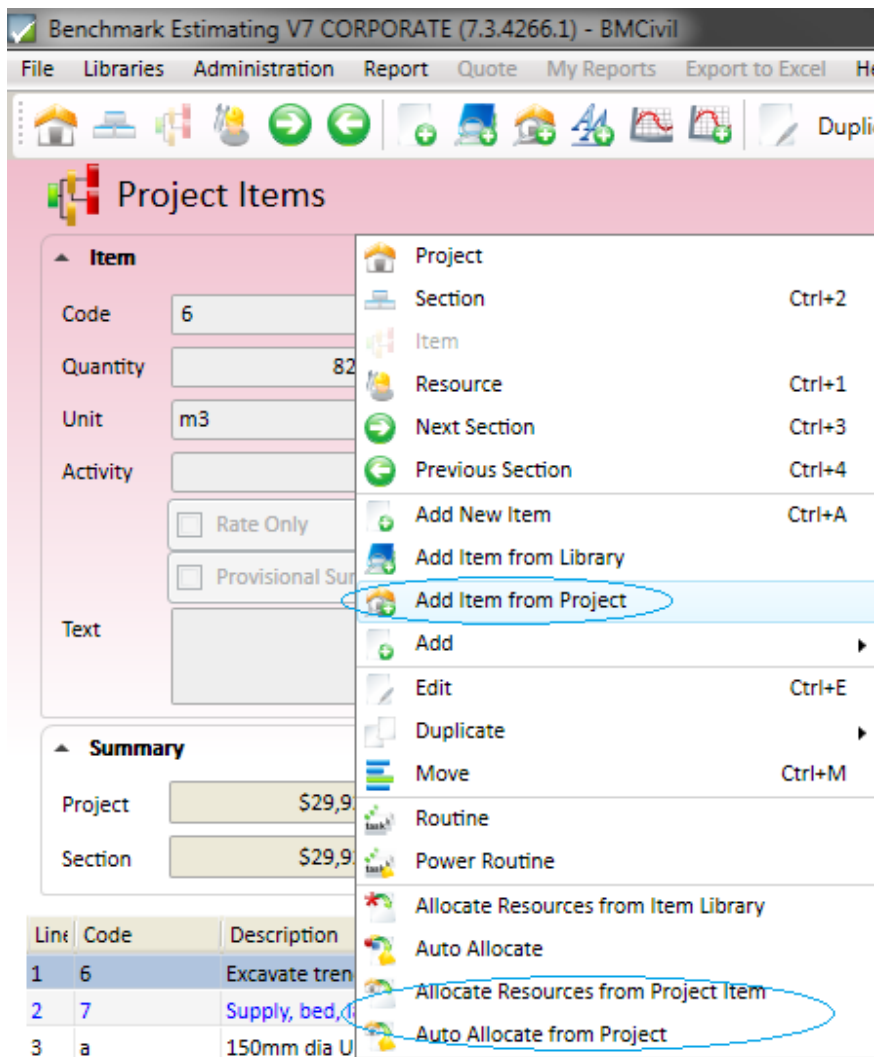 Benchmark Estimating V7 CORPORATE (7.3.4266.1) - BMCivil
File Libraries Administration Report Quote My Reports Export to Excel
Project Items
Item
Code 6
Quantity 82
Unit m3
Activity
Rate Only
Provisional Sum
Text
Summary
Project $29,9
Section $29,9
Line Code Description
1 6 Excavate tren
2 7 Supply, bed,
3 a 150mm dia U
Project
Section Ctrl+2
Item
Resource Ctrl+1
Next Section Ctrl+3
Previous Section Ctrl+4
Add New Item Ctrl+A
Add Item from Library
Add Item from Project
Add
Edit Ctrl+E
Duplicate
Move Ctrl+M
Routine
Power Routine
Allocate Resources from Item Library
Auto Allocate
Allocate Resources from Project Item
Auto Allocate from Project